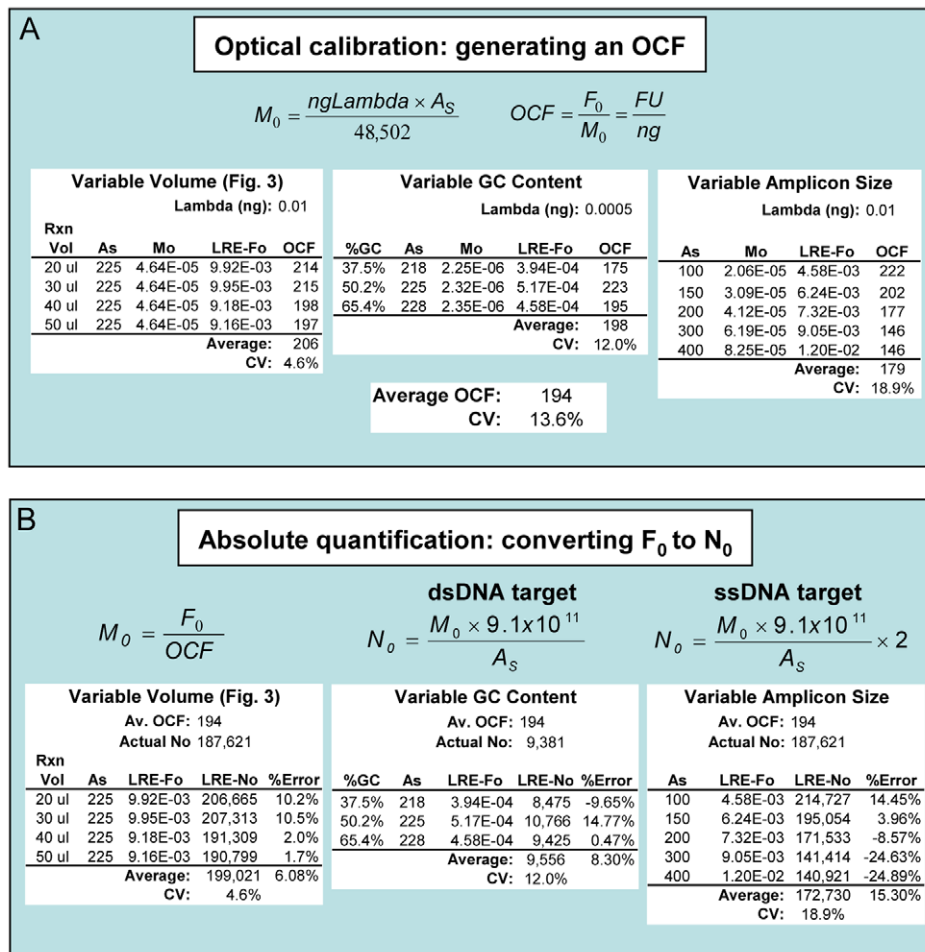 A
Optical calibration: generating an OCF
M0 = ngLambda × AS / 48,502
OCF = F0 / M0 = FU / ng
Variable Volume (Fig. 3)
Lambda (ng): 0.01
Rxn
Vol As Mo LRE-Fo OCF
20 ul 225 4.64E-05 9.92E-03 214
30 ul 225 4.64E-05 9.95E-03 215
40 ul 225 4.64E-05 9.18E-03 198
50 ul 225 4.64E-05 9.16E-03 197
Average: 206
CV: 4.6%
Variable GC Content
Lambda (ng): 0.0005
%GC As Mo LRE-Fo OCF
37.5% 218 2.25E-06 3.94E-04 175
50.2% 225 2.32E-06 5.17E-04 223
65.4% 228 2.35E-06 4.58E-04 195
Average: 198
CV: 12.0%
Variable Amplicon Size
Lambda (ng): 0.01
As Mo LRE-Fo OCF
100 2.06E-05 4.58E-03 222
150 3.09E-05 6.24E-03 202
200 4.12E-05 7.32E-03 177
300 6.19E-05 9.05E-03 146
400 8.25E-05 1.20E-02 146
Average: 179
CV: 18.9%
Average OCF: 194
CV: 13.6%
B
Absolute quantification: converting F0 to N0
M0 = F0 / OCF
dsDNA target
N0 = M0 × 9.1x10^11 / AS
ssDNA target
N0 = M0 × 9.1x10^11 / AS × 2
Variable Volume (Fig. 3)
Av. OCF: 194
Actual No 187,621
Rxn
Vol As LRE-Fo LRE-No %Error
20 ul 225 9.92E-03 206,665 10.2%
30 ul 225 9.95E-03 207,313 10.5%
40 ul 225 9.18E-03 191,309 2.0%
50 ul 225 9.16E-03 190,799 1.7%
Average: 199,021 6.08%
CV: 4.6%
Variable GC Content
Av. OCF: 194
Actual No: 9,381
%GC As LRE-Fo LRE-No %Error
37.5% 218 3.94E-04 8,475 -9.65%
50.2% 225 5.17E-04 10,766 14.77%
65.4% 228 4.58E-04 9,425 0.47%
Average: 9,556 8.30%
CV: 12.0%
Variable Amplicon Size
Av. OCF: 194
Actual No: 187,621
As LRE-Fo LRE-No %Error
100 4.58E-03 214,727 14.45%
150 6.24E-03 195,054 3.96%
200 7.32E-03 171,533 -8.57%
300 9.05E-03 141,414 -24.63%
400 1.20E-02 140,921 -24.89%
Average: 172,730 15.30%
CV: 18.9%